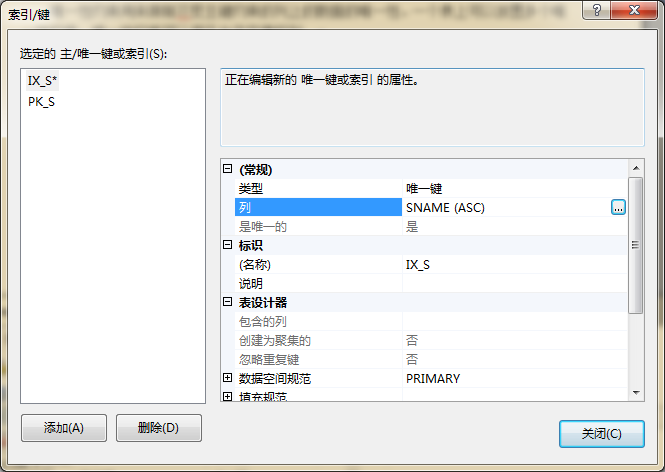 索引/键
选定的 主/唯一键或索引(S):
IX_S*
PK_S
正在编辑新的 唯一键或索引 的属性。
(常规)
类型 唯一键
列 SNAME (ASC) ...
是唯一的 是
标识
(名称) IX_S
说明
表设计器
包含的列
创建为聚集的 否
忽略重复键 否
数据空间规范 PRIMARY
填充规范
添加(A) 删除(D)
关闭(C)